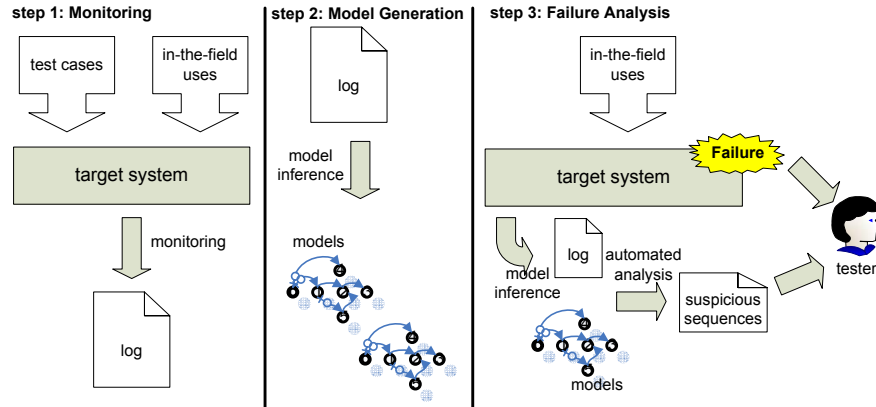 step 1: Monitoring
test cases
in-the-field
uses
target system
monitoring
log
step 2: Model Generation
log
model
inference
models
step 3: Failure Analysis
in-the-field
uses
Failure
target system
tester
log
model
inference
automated
analysis
suspicious
sequences
models